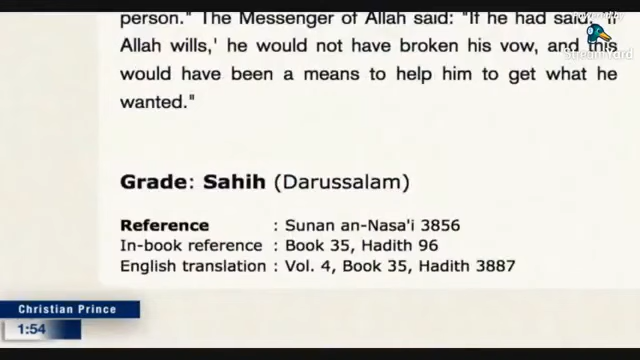 person." The Messenger of Allah said: "If he had said, 'If
Allah wills,' he would not have broken his vow, and this
would have been a means to help him to get what he
wanted."
Grade: Sahih (Darussalam)
Reference : Sunan an-Nasa'i 3856
In-book reference : Book 35, Hadith 96
English translation : Vol. 4, Book 35, Hadith 3887
Christian Prince
1:54
StreamYard